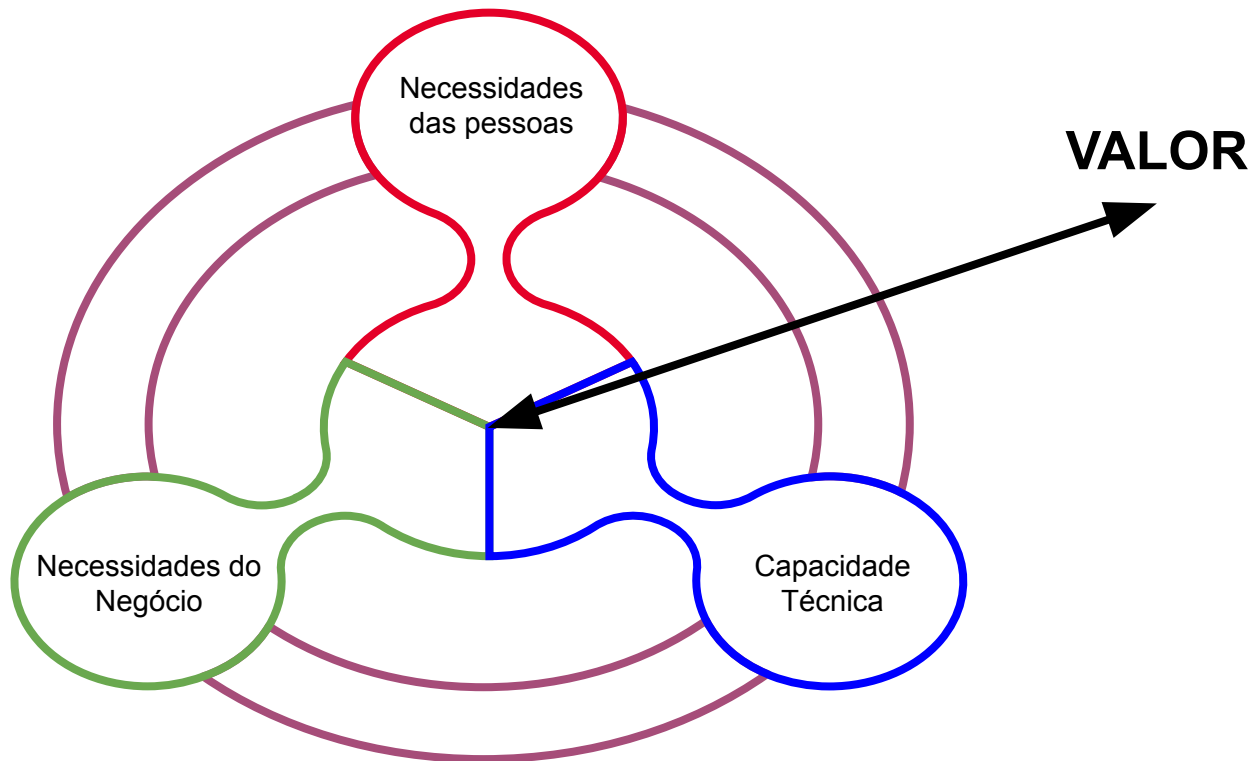 Necessidades
das pessoas
VALOR
Necessidades do
Negócio
Capacidade
Técnica